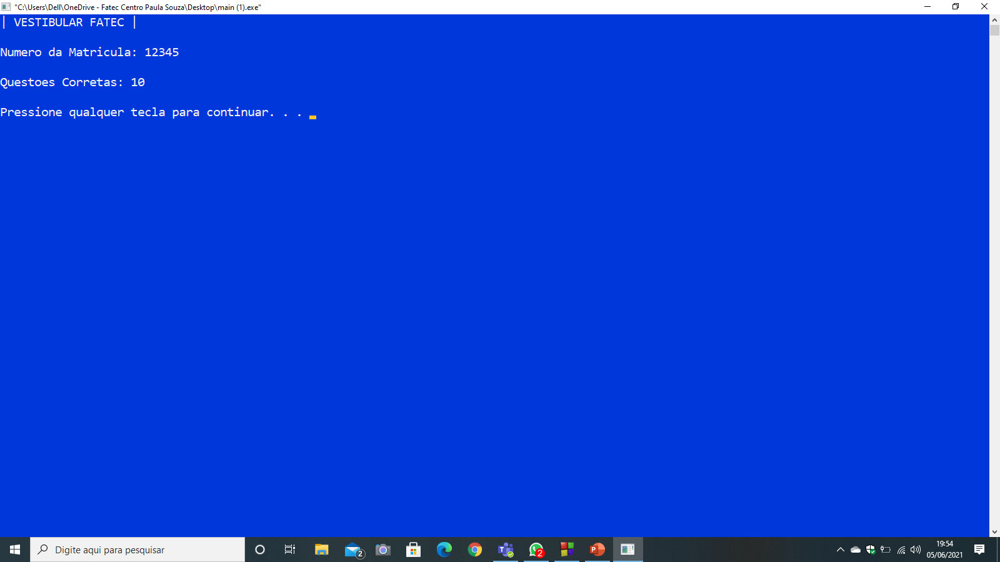 "C:\Users\Dell\OneDrive - Fatec Centro Paula Souza\Desktop\main (1).exe"
| VESTIBULAR FATEC |
Numero da Matricula: 12345
Questoes Corretas: 10
Pressione qualquer tecla para continuar. . .
Digite aqui para pesquisar
2
T
2
P
19:54
05/06/2021